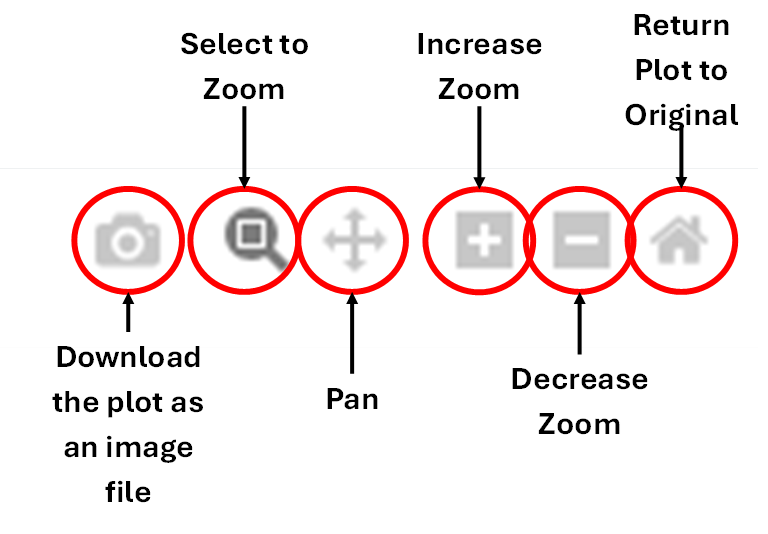 Select to
Zoom
Increase
Zoom
Return
Plot to
Original
Download
the plot as
an image
file
Pan
Decrease
Zoom